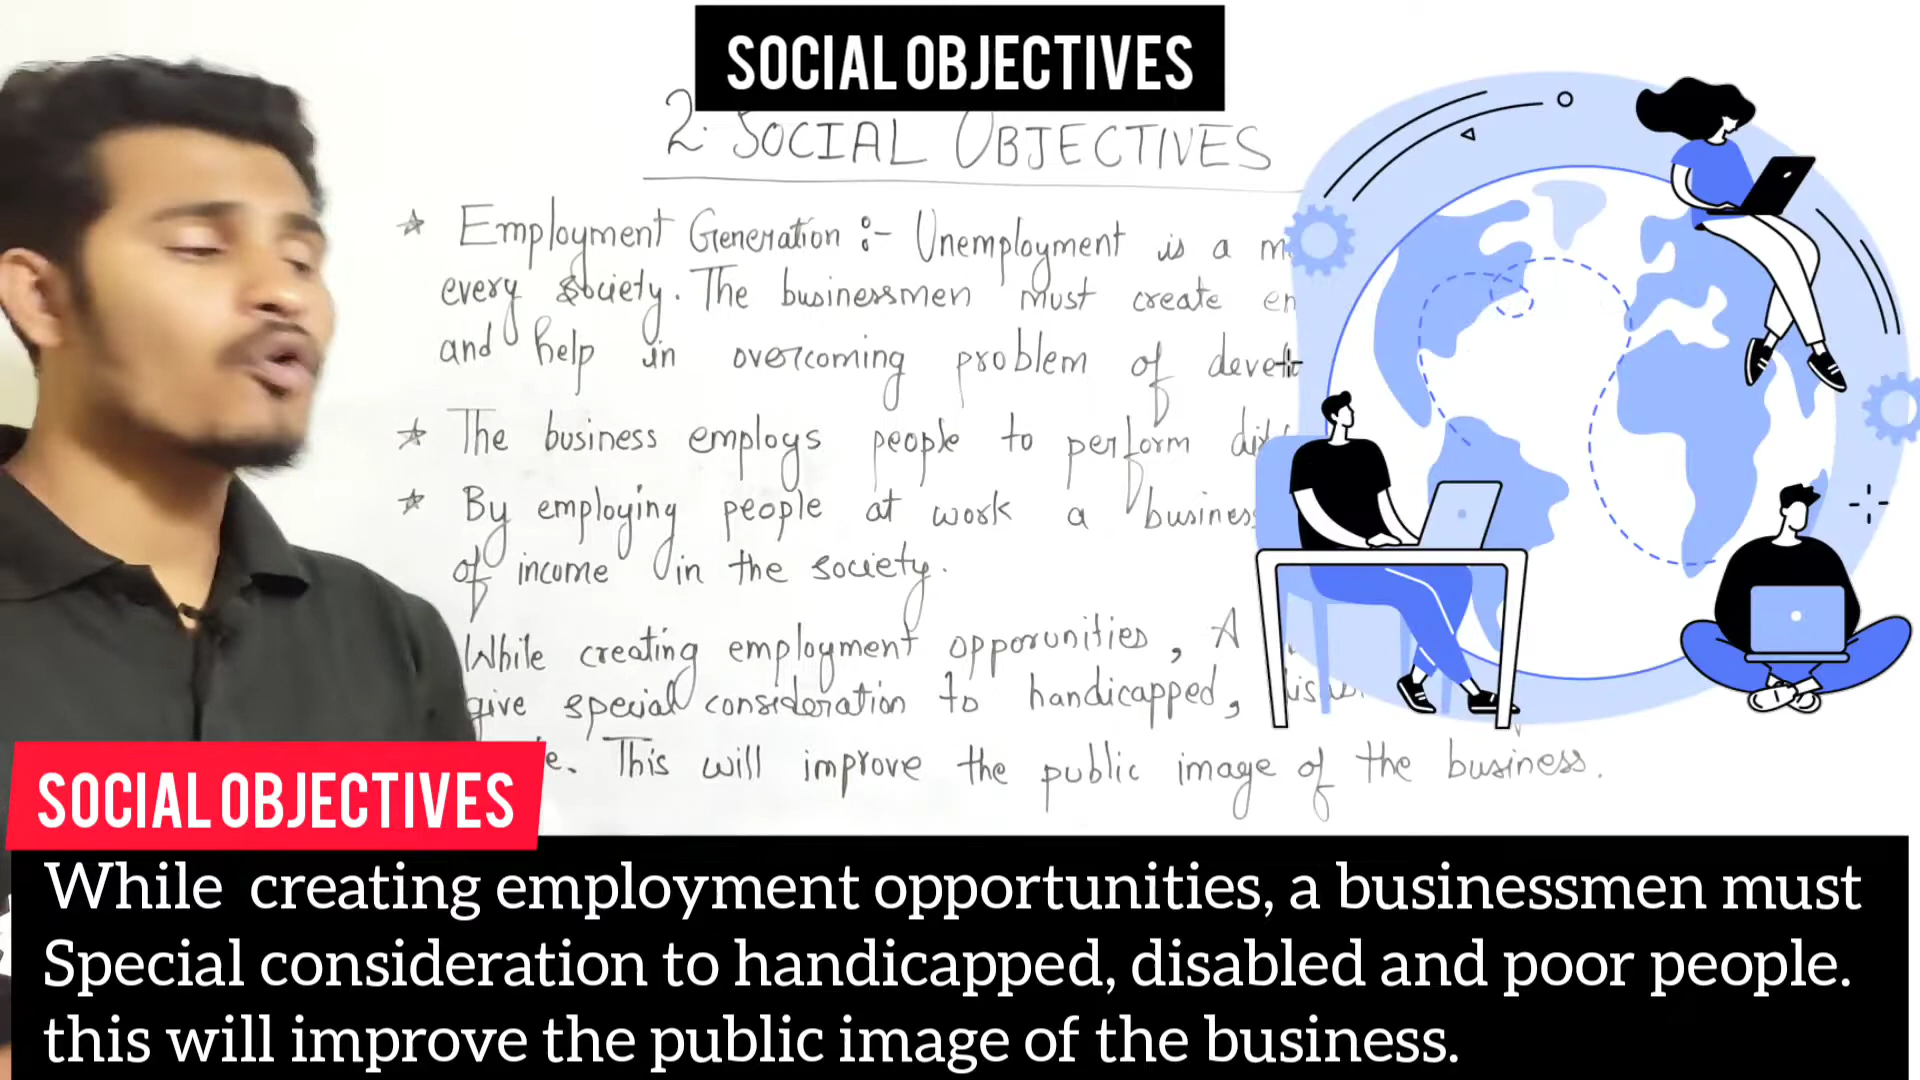 SOCIAL OBJECTIVES
2. SOCIAL OBJECTIVES
★ Employment Generation :- Unemployment is a
every society. The businessmen must create
and help in overcoming problem of
★ The business employs people to perform
★ By employing people at work a
of income in the society.
While creating employment opporunities, A
give special consideration to handicapped,
This will improve the public image of the business.
SOCIAL OBJECTIVES
While creating employment opportunities, a businessmen must
Special consideration to handicapped, disabled and poor people.
this will improve the public image of the business.